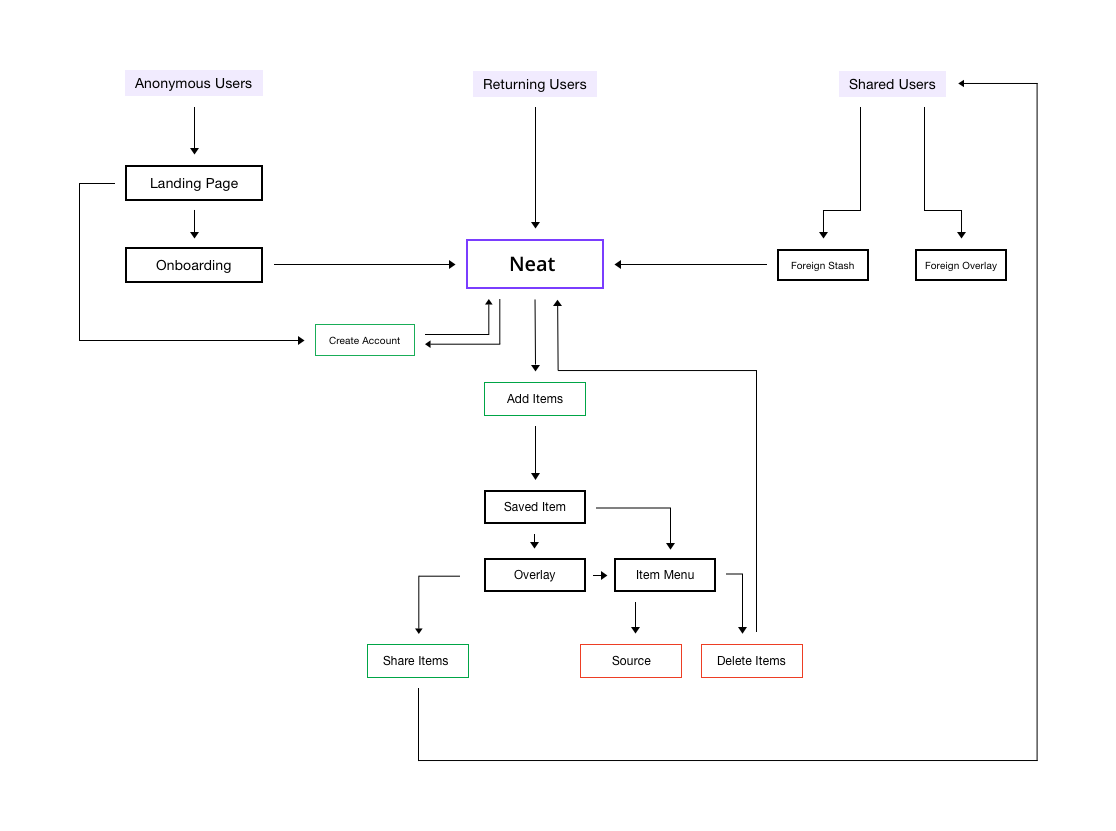 Anonymous Users
Returning Users
Shared Users
Landing Page
Onboarding
Neat
Foreign Stash
Foreign Overlay
Create Account
Add Items
Saved Item
Overlay
Item Menu
Share Items
Source
Delete Items